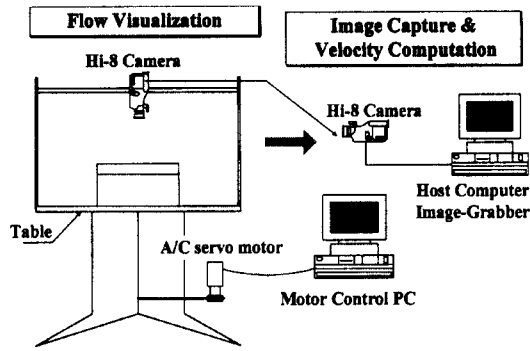 Flow Visualization
Image Capture &
Velocity Computation
Hi-8 Camera
Hi-8 Camera
Host Computer
Image-Grabber
Table
A/C servo motor
Motor Control PC